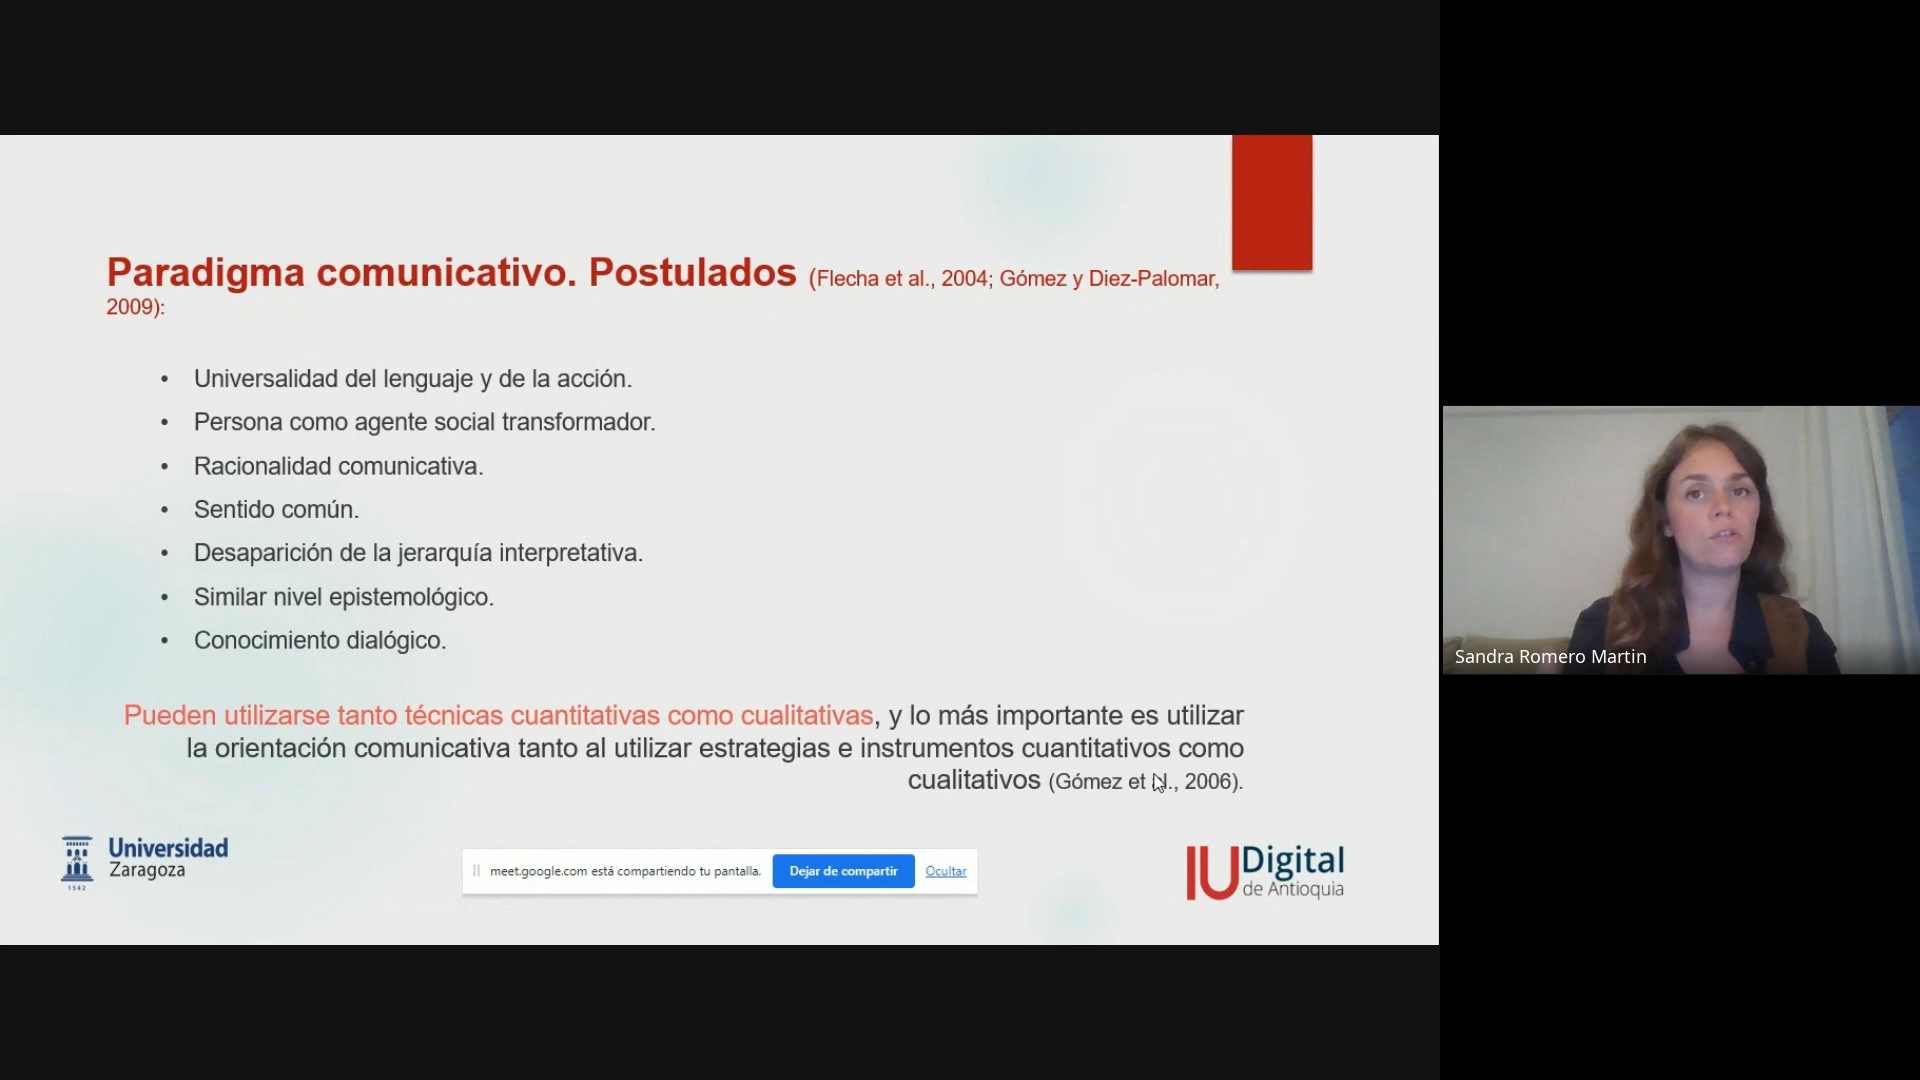 Paradigma comunicativo. Postulados (Flecha et al., 2004; Gómez y Diez-Palomar,
2009):
• Universalidad del lenguaje y de la acción.
• Persona como agente social transformador.
• Racionalidad comunicativa.
• Sentido común.
• Desaparición de la jerarquía interpretativa.
• Similar nivel epistemológico.
• Conocimiento dialógico.
Pueden utilizarse tanto técnicas cuantitativas como cualitativas, y lo más importante es utilizar
la orientación comunicativa tanto al utilizar estrategias e instrumentos cuantitativos como
cualitativos (Gómez et , 2006).
Universidad
Zaragoza
1542
meet.google.com está compartiendo tu pantalla.
Dejar de compartir
Ocultar
IU Digital
de Antioquia
Sandra Romero Martin